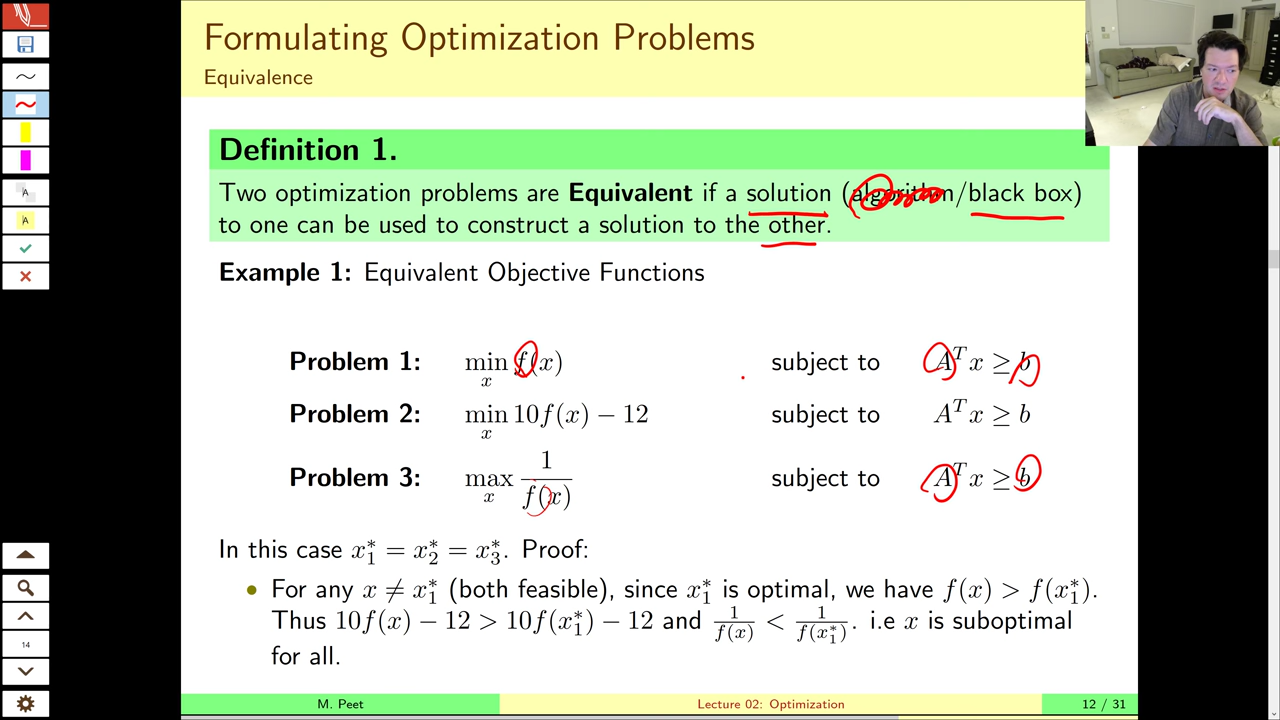 Formulating Optimization Problems
Equivalence
Definition 1.
Two optimization problems are Equivalent if a solution (algorithm/black box)
to one can be used to construct a solution to the other.
Example 1: Equivalent Objective Functions
Problem 1: min_x f(x) subject to A^T x ≥ b
Problem 2: min_x 10f(x) − 12 subject to A^T x ≥ b
Problem 3: max_x 1/f(x) subject to A^T x ≥ b
In this case x_1^* = x_2^* = x_3^*. Proof:
• For any x ≠ x_1^* (both feasible), since x_1^* is optimal, we have f(x) > f(x_1^*).
Thus 10f(x) − 12 > 10f(x_1^*) − 12 and 1/f(x) < 1/f(x_1^*). i.e x is suboptimal
for all.
14
M. Peet Lecture 02: Optimization 12 / 31